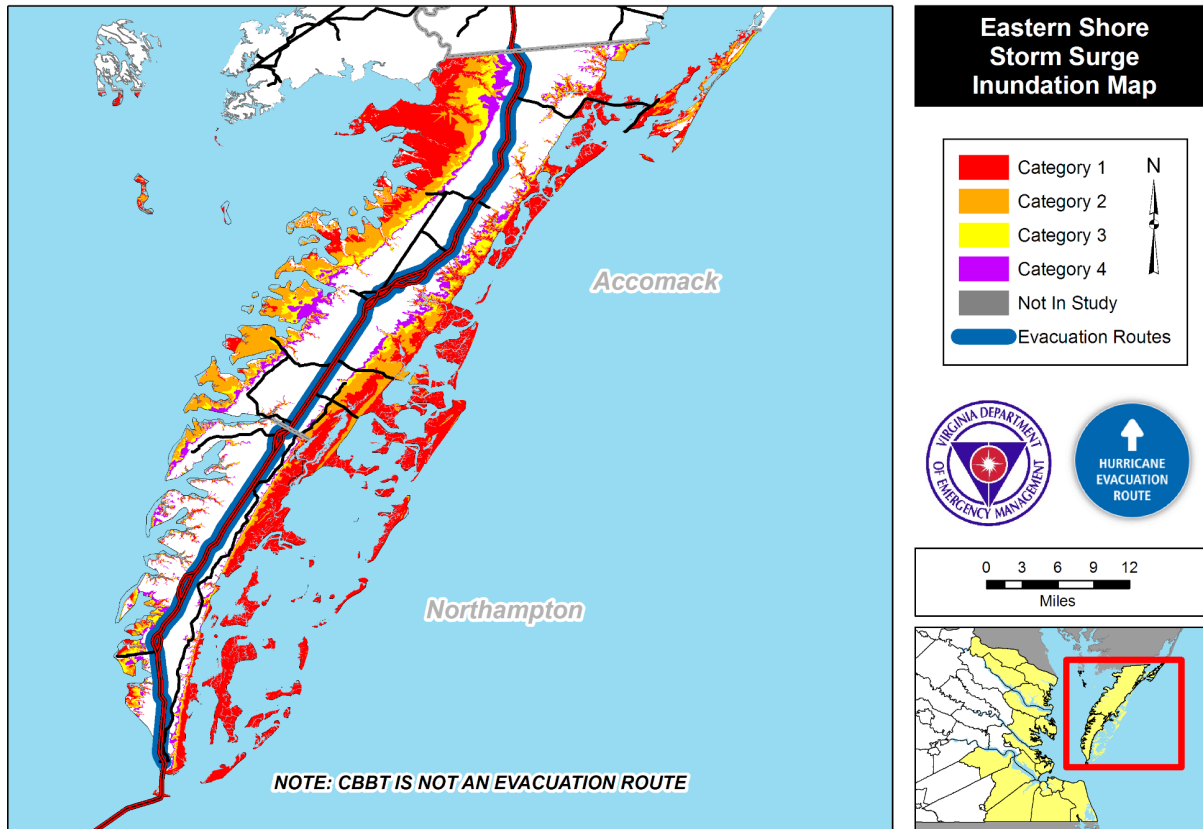 Eastern Shore
Storm Surge
Inundation Map
Category 1
Category 2
Category 3
Category 4
Not In Study
Evacuation Routes
N
Accomack
Northampton
NOTE: CBBT IS NOT AN EVACUATION ROUTE
VIRGINIA DEPARTMENT
OF EMERGENCY MANAGEMENT
HURRICANE
EVACUATION
ROUTE
0 3 6 9 12
Miles